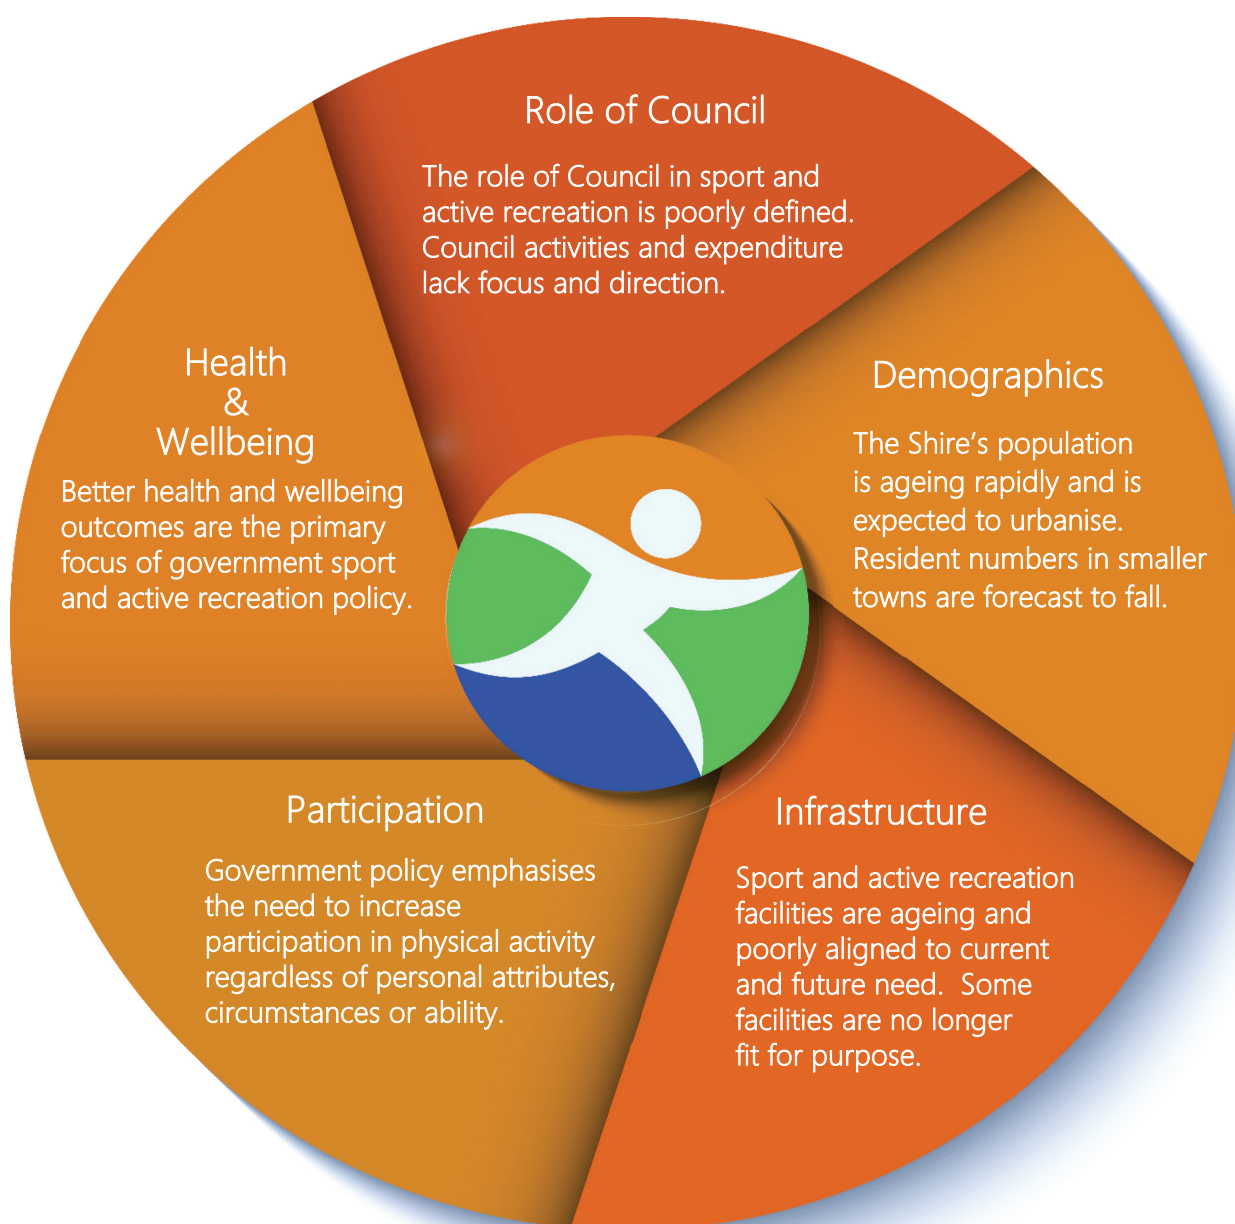 Role of Council
The role of Council in sport and
active recreation is poorly defined.
Council activities and expenditure
lack focus and direction.
Demographics
The Shire’s population
is ageing rapidly and is
expected to urbanise.
Resident numbers in smaller
towns are forecast to fall.
Infrastructure
Sport and active recreation
facilities are ageing and
poorly aligned to current
and future need.  Some
facilities are no longer
fit for purpose.
Participation
Government policy emphasises
the need to increase
participation in physical activity
regardless of personal attributes,
circumstances or ability.
Health
&
Wellbeing
Better health and wellbeing
outcomes are the primary
focus of government sport
and active recreation policy.